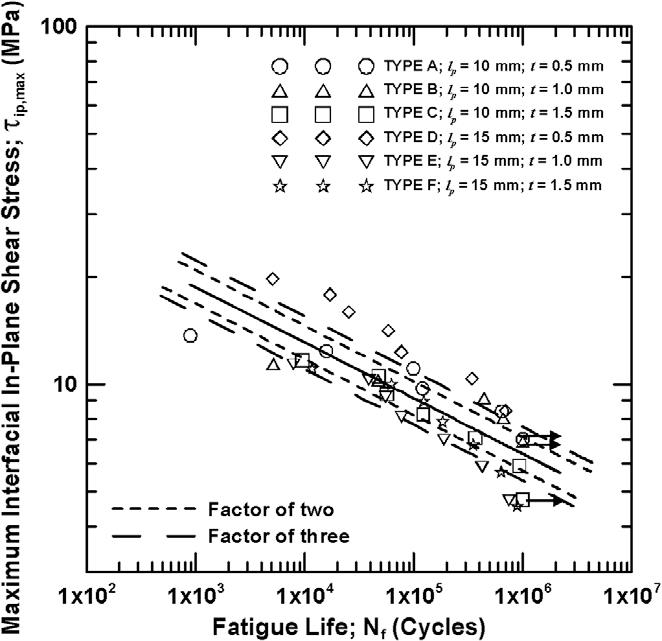 Maximum Interfacial In-Plane Shear Stress; τip,max (MPa)
100
10
TYPE A; lp = 10 mm; t = 0.5 mm
TYPE B; lp = 10 mm; t = 1.0 mm
TYPE C; lp = 10 mm; t = 1.5 mm
TYPE D; lp = 15 mm; t = 0.5 mm
TYPE E; lp = 15 mm; t = 1.0 mm
TYPE F; lp = 15 mm; t = 1.5 mm
Factor of two
Factor of three
1x10² 1x10³ 1x10⁴ 1x10⁵ 1x10⁶ 1x10⁷
Fatigue Life; Nf (Cycles)